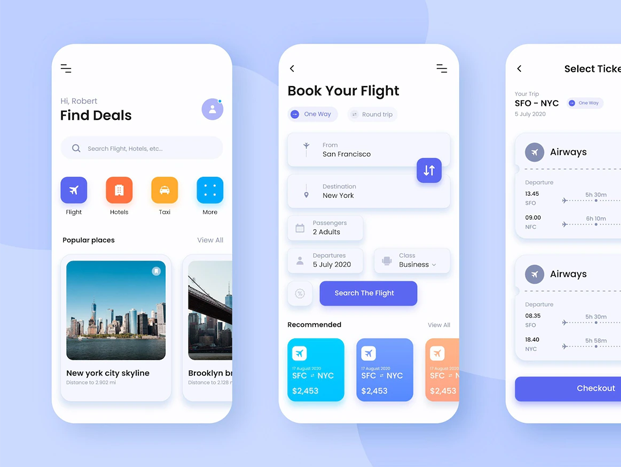 Hi, Robert
Find Deals
Search Flight, Hotels, etc...
Flight
Hotels
Taxi
More
Popular places
View All
New york city skyline
Distance to 2.902 mi
Brooklyn br
Distance to 2.126 m
Book Your Flight
One Way
Round trip
From
San Francisco
Destination
New York
Passengers
2 Adults
Departures
5 July 2020
Class
Business
Search The Flight
Recommended
View All
17 August 2020
SFC NYC
$2,453
17 August 2020
SFC NYC
$2,453
17 August 2020
SFC N
$2,453
Select Ticke
Your Trip
SFO - NYC
One Way
5 July 2020
Airways
Departure
13.45
5h 30m
SFO
09.00
6h 10m
NFC
Airways
Departure
08.35
5h 30m
SFO
18.40
5h 58m
NYC
Checkout